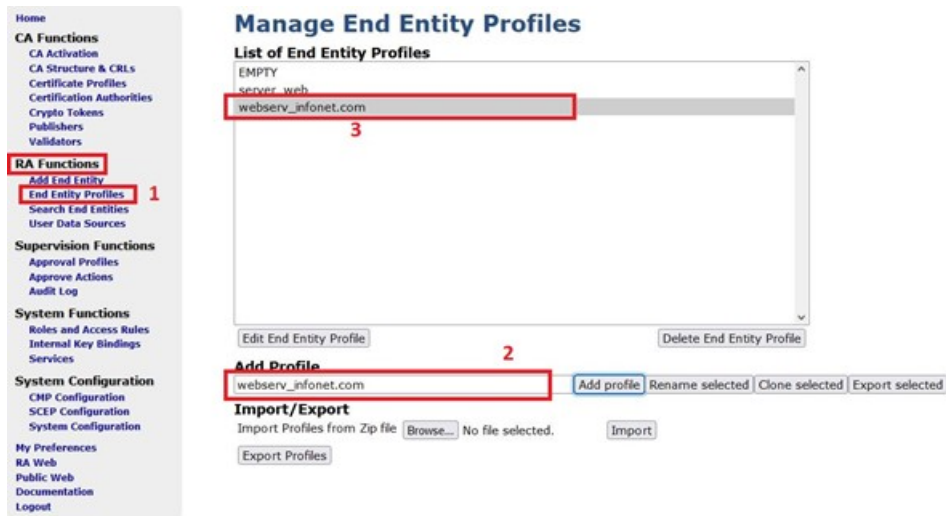 Home
CA Functions
CA Activation
CA Structure & CRLs
Certificate Profiles
Certification Authorities
Crypto Tokens
Publishers
Validators
RA Functions
Add End Entity
End Entity Profiles 1
Search End Entities
User Data Sources
Supervision Functions
Approval Profiles
Approve Actions
Audit Log
System Functions
Roles and Access Rules
Internal Key Bindings
Services
System Configuration
CMP Configuration
SCEP Configuration
System Configuration
My Preferences
RA Web
Public Web
Documentation
Logout
Manage End Entity Profiles
List of End Entity Profiles
EMPTY
server_web
webserv_infonet.com
3
Edit End Entity Profile Delete End Entity Profile
2
Add Profile
webserv_infonet.com Add profile Rename selected Clone selected Export selected
Import/Export
Import Profiles from Zip file Browse... No file selected. Import
Export Profiles